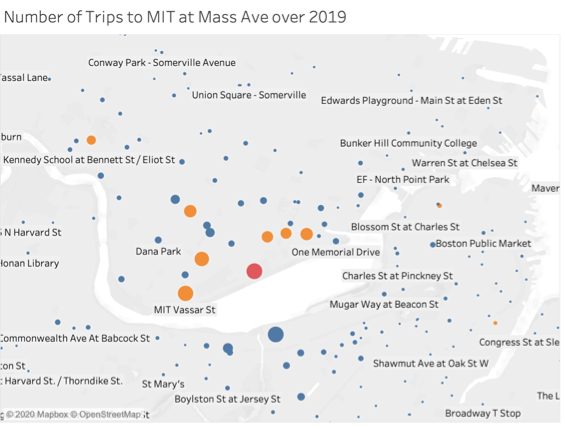 Number of Trips to MIT at Mass Ave over 2019
Conway Park - Somerville Avenue
assal Lane
Union Square - Somerville
Edwards Playground - Main St at Eden St
burn
Bunker Hill Community College
Kennedy School at Bennett St / Eliot St
Warren St at Chelsea St
EF - North Point Park
Maver
N Harvard St
Blossom St at Charles St
Boston Public Market
Dana Park
One Memorial Drive
onan Library
Charles St at Pinckney St
MIT Vassar St
Mugar Way at Beacon St
Commonwealth Ave At Babcock St
Congress St at Sle
on St
Shawmut Ave at Oak St W
Harvard St. / Thorndike St.
St Mary's
Boylston St at Jersey St
The L
© 2020 Mapbox © OpenStreetMap
Broadway T Stop